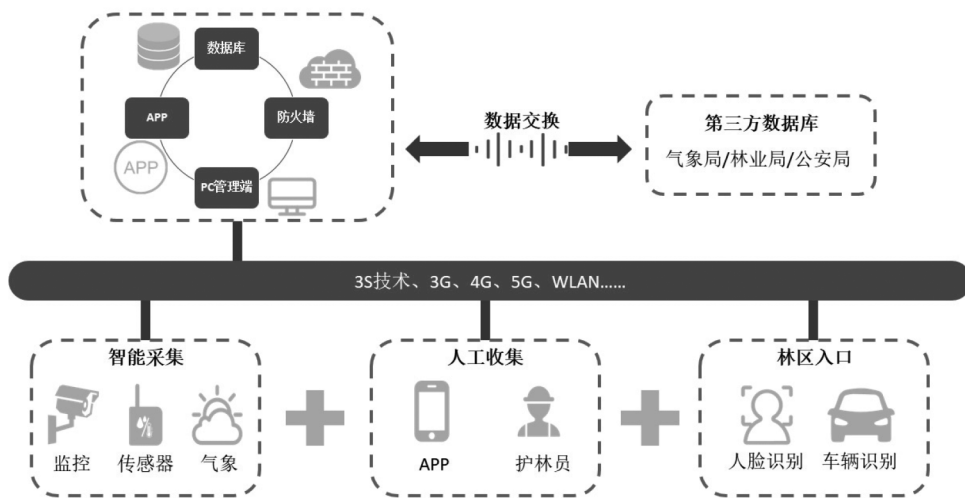 数据库
APP
防火墙
APP
PC管理端
数据交换
第三方数据库
气象局/林业局/公安局
3S技术、3G、4G、5G、WLAN......
智能采集
人工收集
林区入口
监控
传感器
气象
APP
护林员
人脸识别
车辆识别